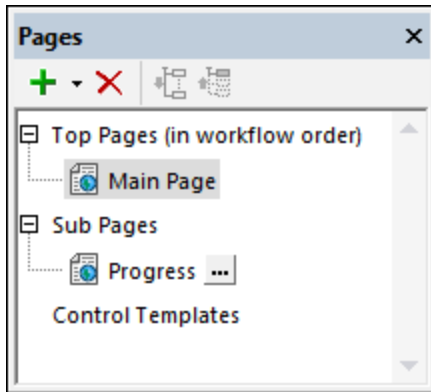 Pages
Top Pages (in workflow order)
Main Page
Sub Pages
Progress ...
Control Templates